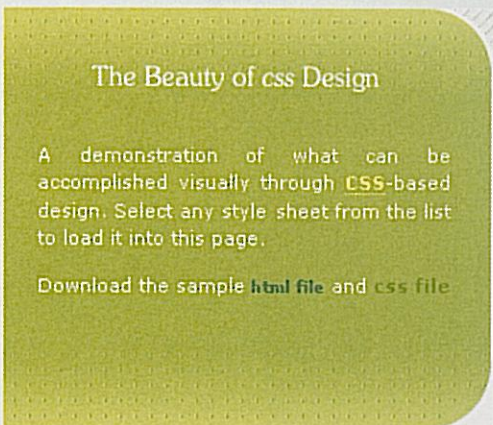 The Beauty of css Design
A demonstration of what can be
accomplished visually through CSS-based
design. Select any style sheet from the list
to load it into this page.
Download the sample html file and css file